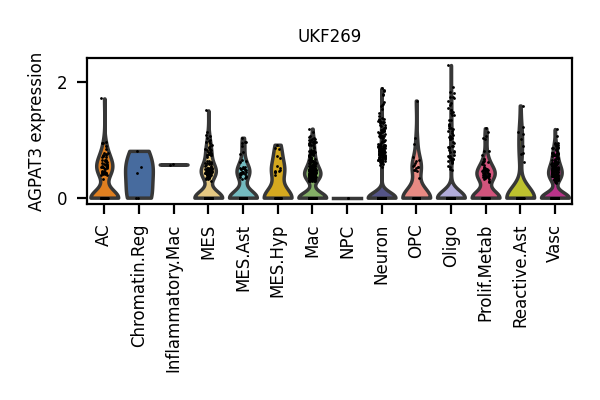 UKF269
AGPAT3 expression
2
0
AC
Chromatin.Reg
Inflammatory.Mac
MES
MES.Ast
MES.Hyp
Mac
NPC
Neuron
OPC
Oligo
Prolif.Metab
Reactive.Ast
Vasc